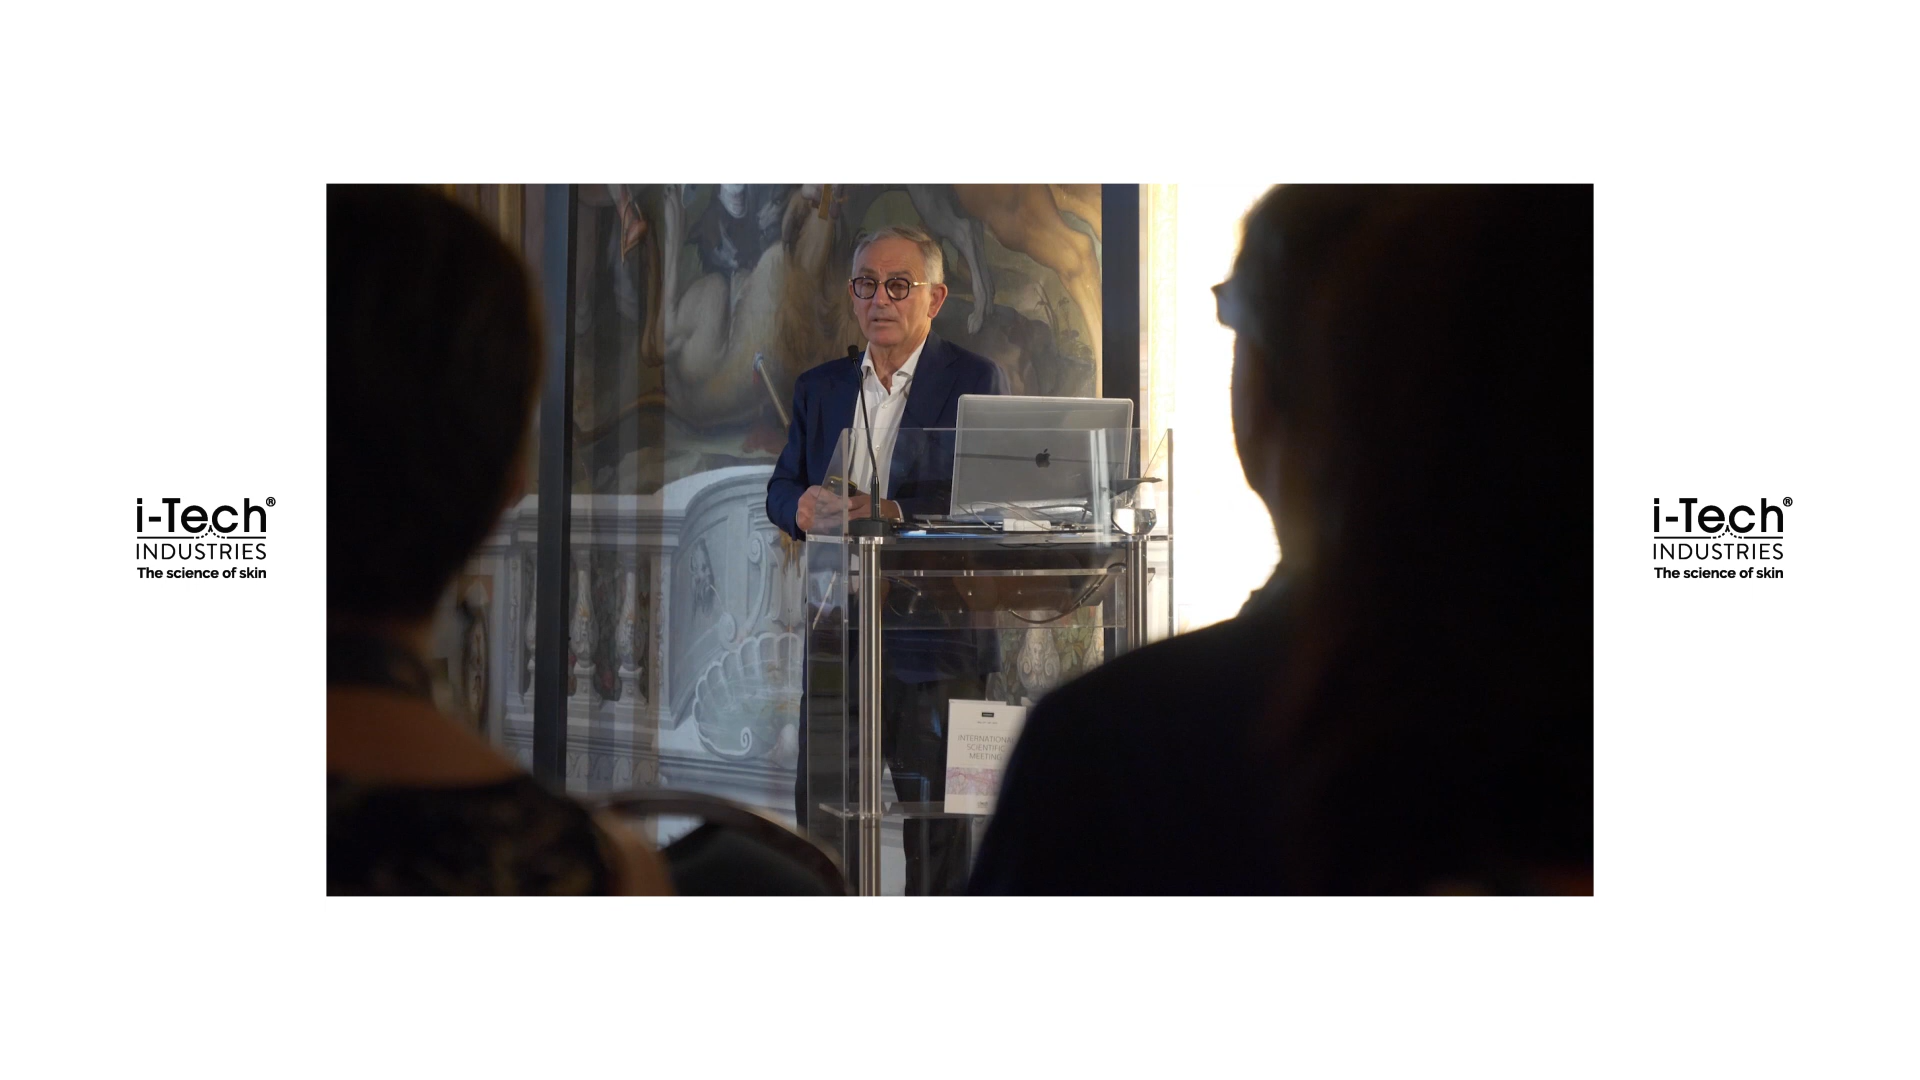 i-Tech®
INDUSTRIES
The science of skin
INTERNATIONAL
SCIENTIFIC
MEETING
i-Tech®
INDUSTRIES
The science of skin